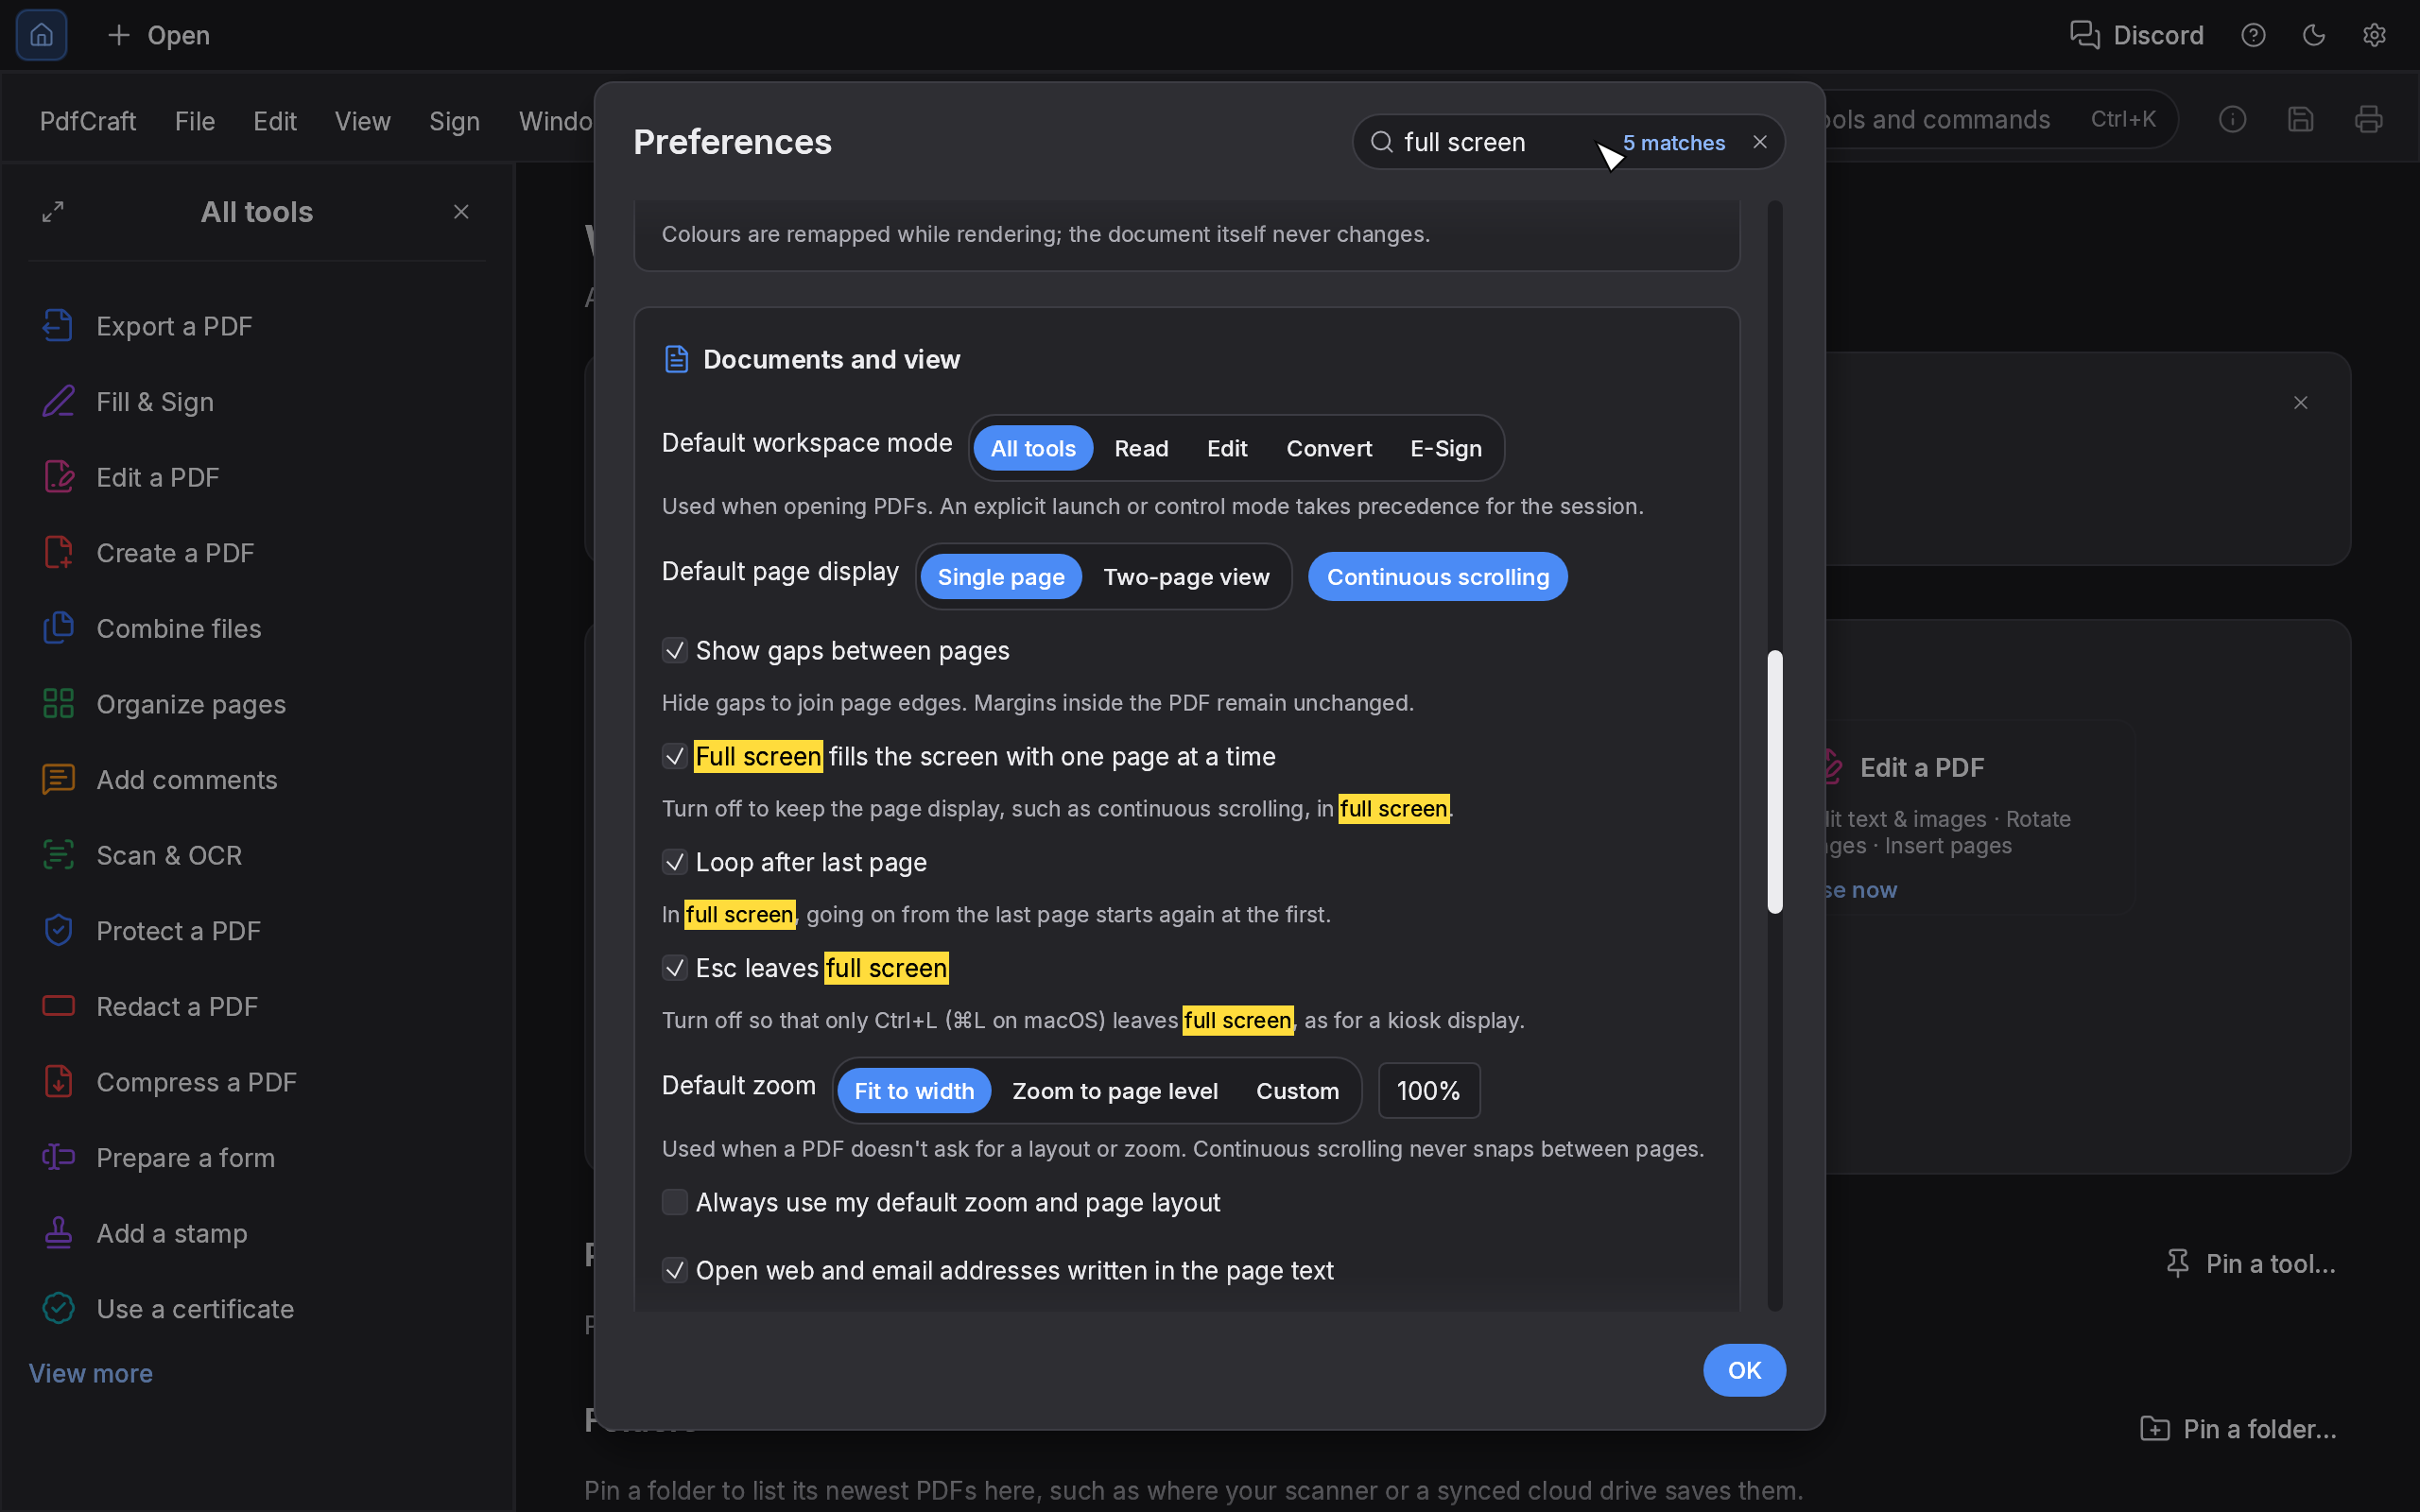 Open
Discord
PdfCraft File Edit View Sign Windo
ools and commands Ctrl+K
Preferences
full screen
5 matches
All tools
Export a PDF
Fill & Sign
Edit a PDF
Create a PDF
Combine files
Organize pages
Add comments
Scan & OCR
Protect a PDF
Redact a PDF
Compress a PDF
Prepare a form
Add a stamp
Use a certificate
View more
Colours are remapped while rendering; the document itself never changes.
Documents and view
Default workspace mode All tools Read Edit Convert E-Sign
Used when opening PDFs. An explicit launch or control mode takes precedence for the session.
Default page display Single page Two-page view Continuous scrolling
Show gaps between pages
Hide gaps to join page edges. Margins inside the PDF remain unchanged.
Full screen fills the screen with one page at a time
Turn off to keep the page display, such as continuous scrolling, in full screen.
Loop after last page
In full screen, going on from the last page starts again at the first.
Esc leaves full screen
Turn off so that only Ctrl+L (⌘L on macOS) leaves full screen, as for a kiosk display.
Default zoom Fit to width Zoom to page level Custom 100%
Used when a PDF doesn't ask for a layout or zoom. Continuous scrolling never snaps between pages.
Always use my default zoom and page layout
Open web and email addresses written in the page text
OK
Edit a PDF
dit text & images · Rotate
ges · Insert pages
se now
Pin a tool...
Pin a folder...
Pin a folder to list its newest PDFs here, such as where your scanner or a synced cloud drive saves them.